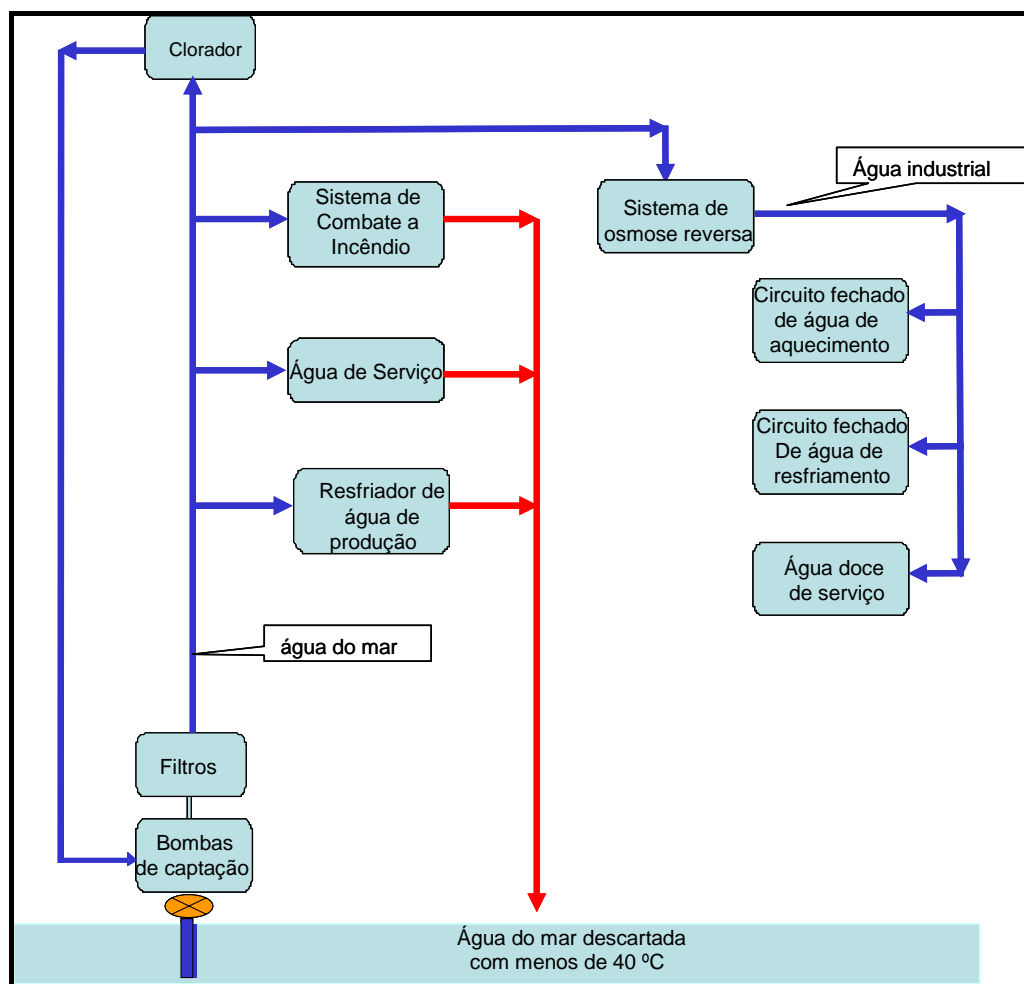 Clorador
Água industrial
Sistema de
Combate a
Incêndio
Sistema de
osmose reversa
Circuito fechado
de água de
aquecimento
Água de Serviço
Circuito fechado
De água de
resfriamento
Resfriador de
água de
produção
Água doce
de serviço
água do mar
Filtros
Bombas
de captação
Água do mar descartada
com menos de 40 ºC